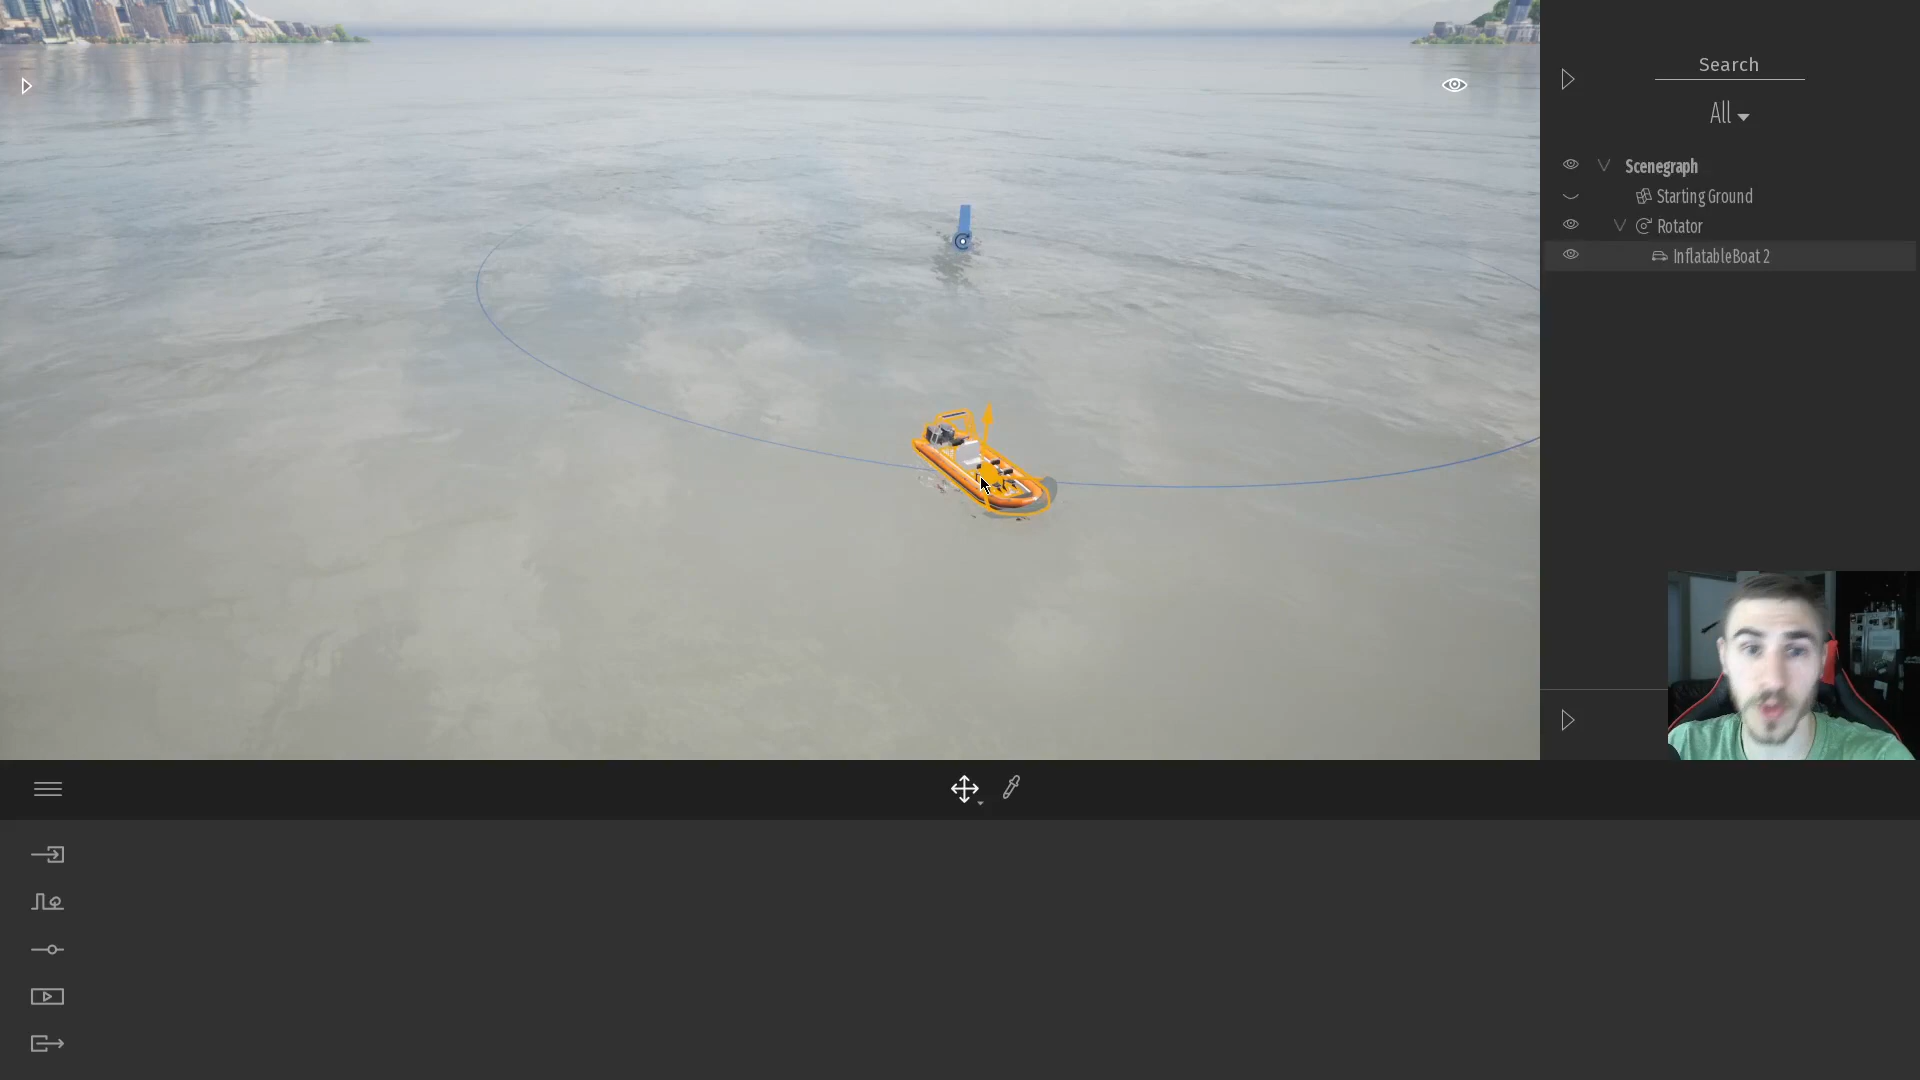 Search
All
Scenegraph
Starting Ground
Rotator
InflatableBoat 2